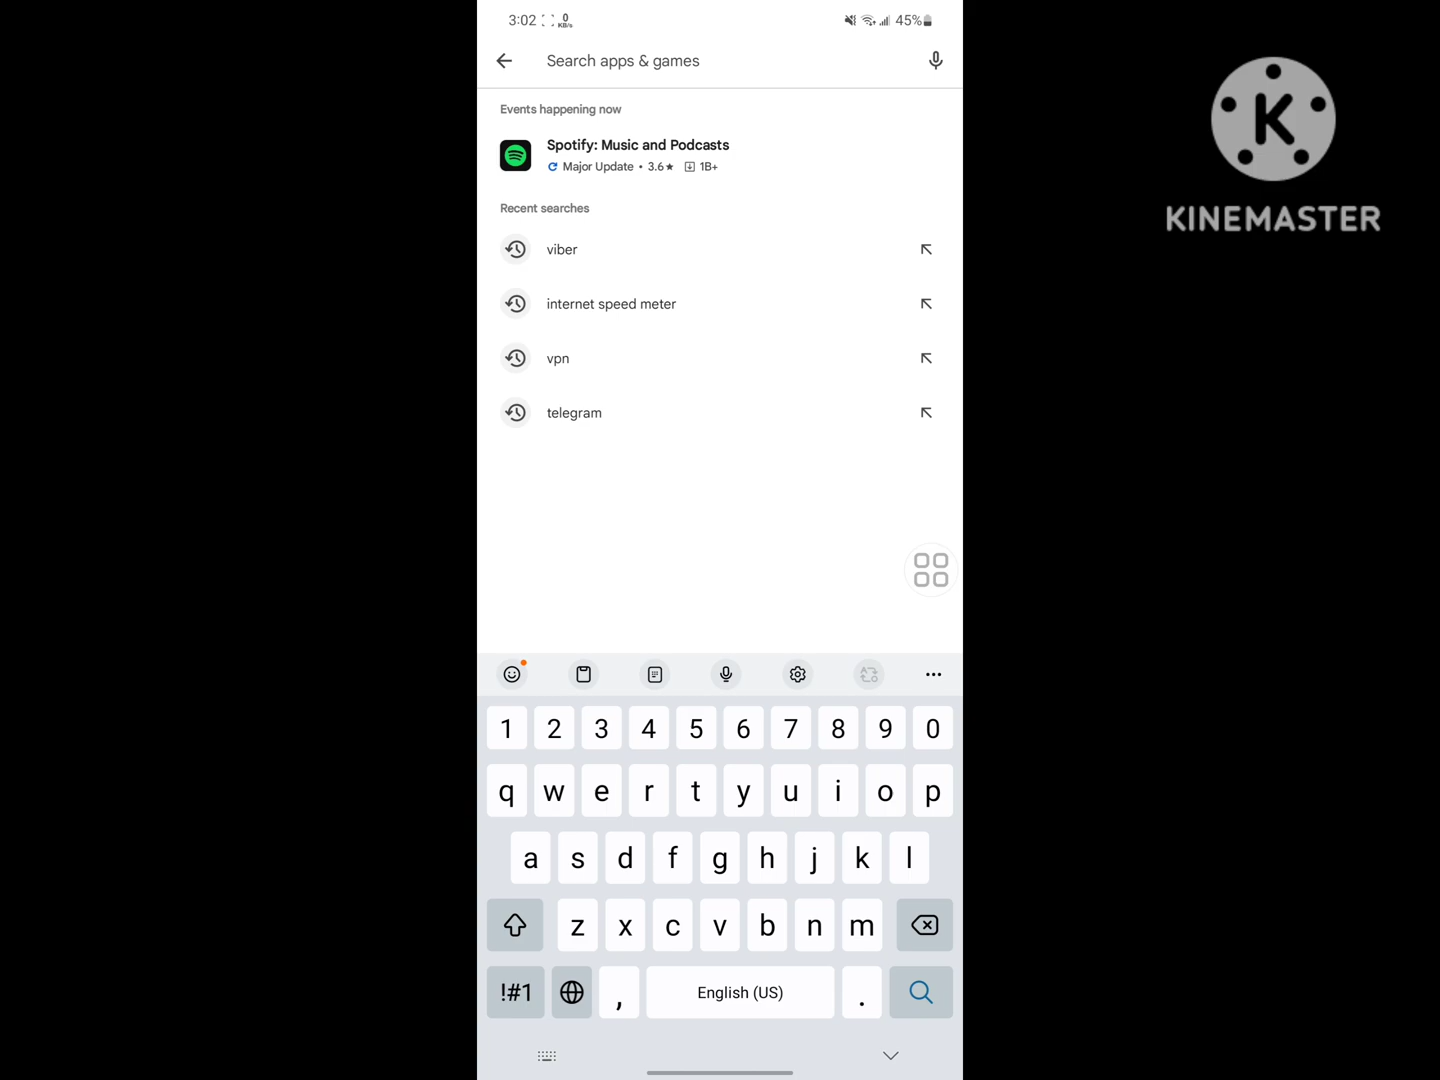 3:02 0 KB/s 45%
Search apps & games
Events happening now
Spotify: Music and Podcasts
Major Update • 3.6★ 1B+
Recent searches
viber
internet speed meter
vpn
telegram
K
KINEMASTER
1 2 3 4 5 6 7 8 9 0
q w e r t y u i o p
a s d f g h j k l
z x c v b n m
!#1 , English (US) .